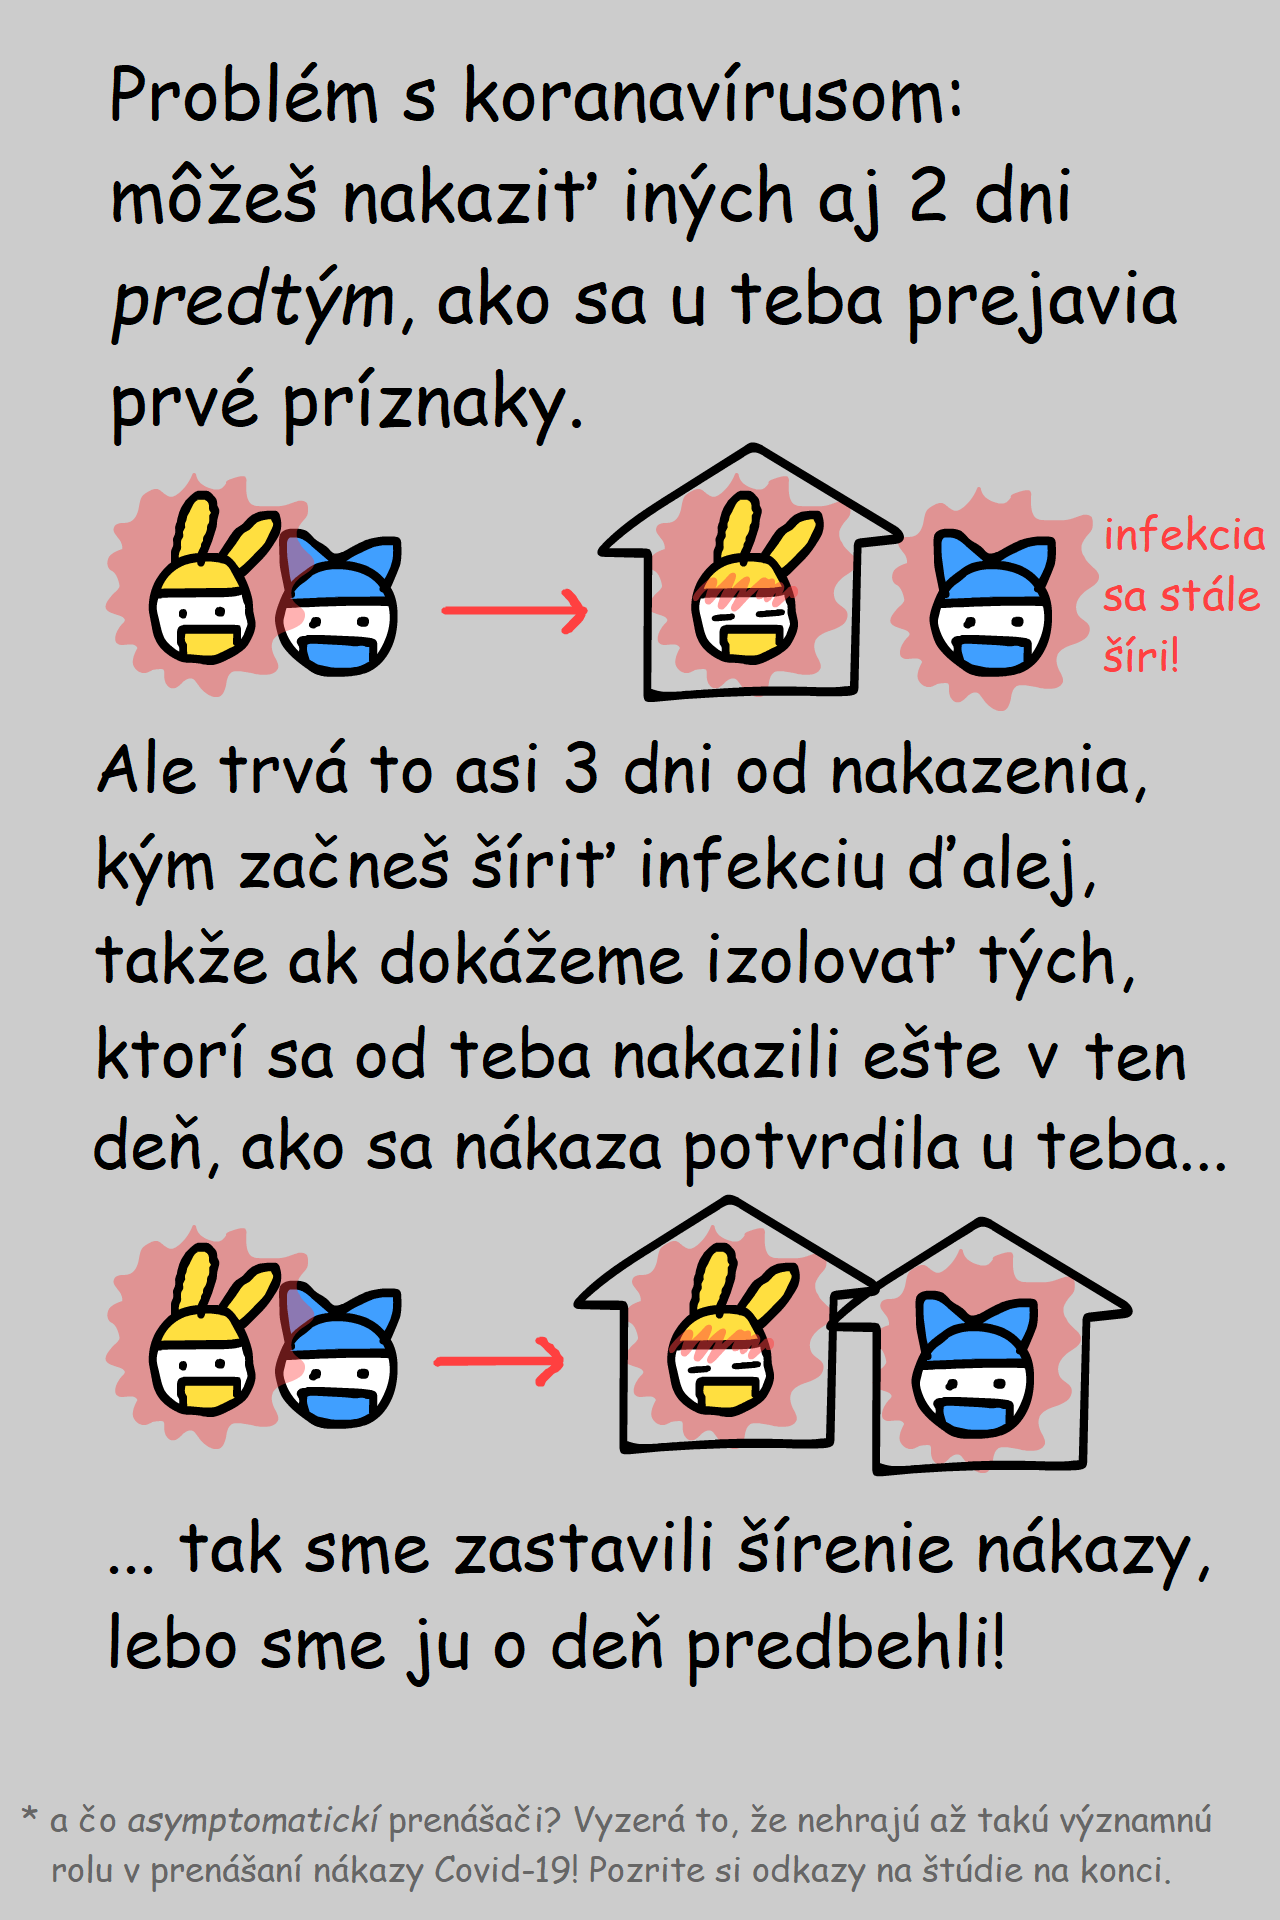 Problém s koranavírusom:
môžeš nakaziť iných aj 2 dni
predtým, ako sa u teba prejavia
prvé príznaky.
infekcia
sa stále
šíri!
Ale trvá to asi 3 dni od nakazenia,
kým začneš šíriť infekciu ďalej,
takže ak dokážeme izolovať tých,
ktorí sa od teba nakazili ešte v ten
deň, ako sa nákaza potvrdila u teba...
... tak sme zastavili šírenie nákazy,
lebo sme ju o deň predbehli!
* a čo asymptomatickí prenášači? Vyzerá to, že nehrajú až takú významnú
rolu v prenášaní nákazy Covid-19! Pozrite si odkazy na štúdie na konci.